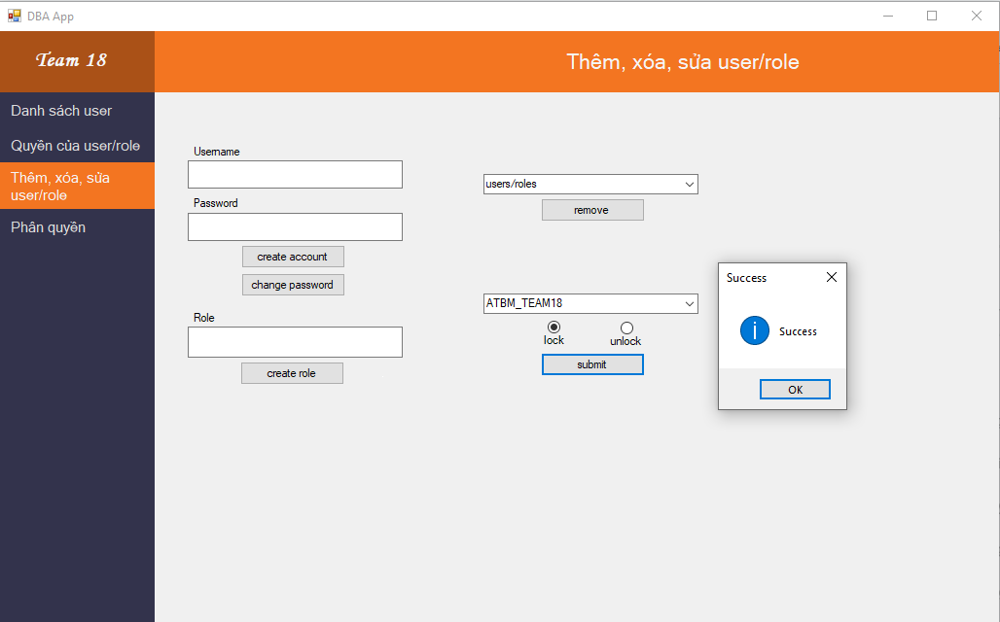 DBA App
Team 18
Thêm, xóa, sửa user/role
Danh sách user
Quyền của user/role
Thêm, xóa, sửa
user/role
Phân quyền
Username
Password
create account
change password
Role
create role
users/roles
remove
ATBM_TEAM18
lock
unlock
submit
Success
i
Success
OK